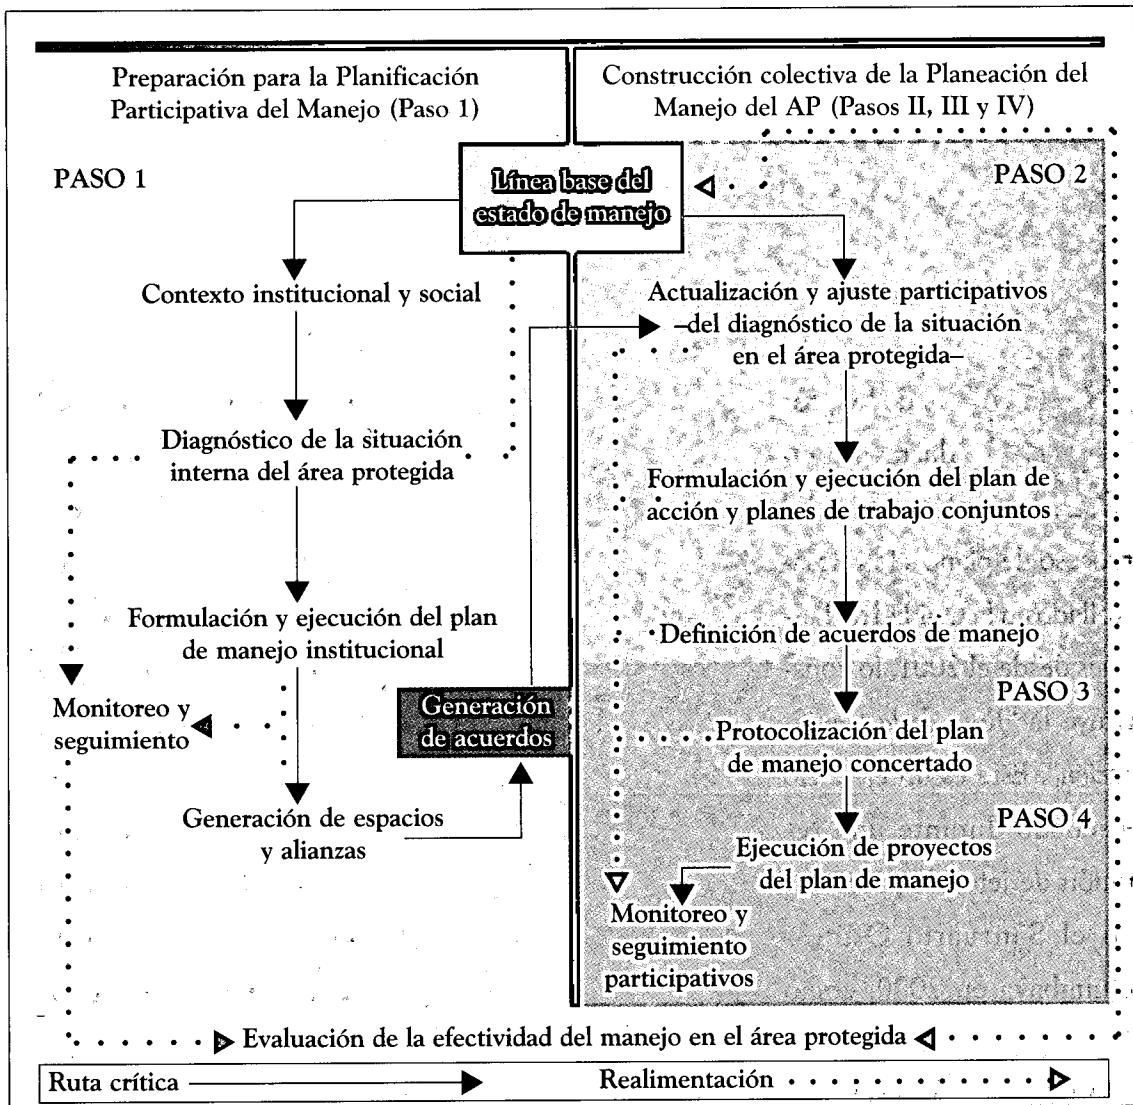 Preparación para la Planificación
Participativa del Manejo (Paso 1)
Construcción colectiva de la Planeación del
Manejo del AP (Pasos II, III y IV)
PASO 1
Línea base del
estado de manejo
PASO 2
Contexto institucional y social
Actualización y ajuste participativos
–del diagnóstico de la situación
en el área protegida–
Diagnóstico de la situación
interna del área protegida
Formulación y ejecución del plan de
acción y planes de trabajo conjuntos
Formulación y ejecución del plan
de manejo institucional
Definición de acuerdos de manejo
PASO 3
Monitoreo y
seguimiento
Generación
de acuerdos
Protocolización del plan
de manejo concertado
Generación de espacios
y alianzas
PASO 4
Ejecución de proyectos
del plan de manejo
Monitoreo y
seguimiento
participativos
Evaluación de la efectividad del manejo en el área protegida
Ruta crítica
Realimentación